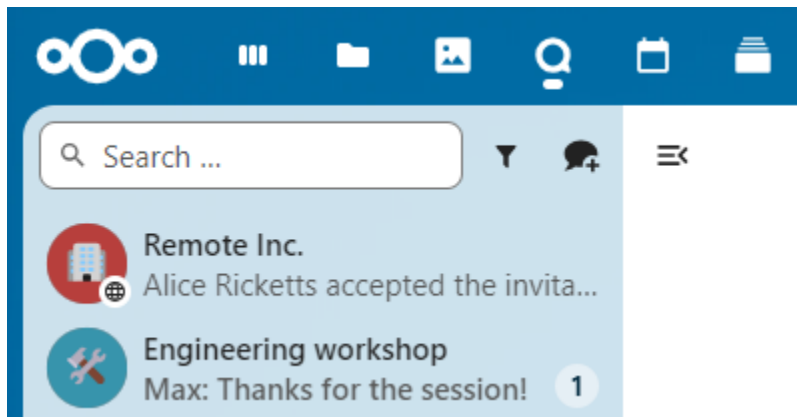 Search ...
Remote Inc.
Alice Ricketts accepted the invita...
Engineering workshop
Max: Thanks for the session! 1